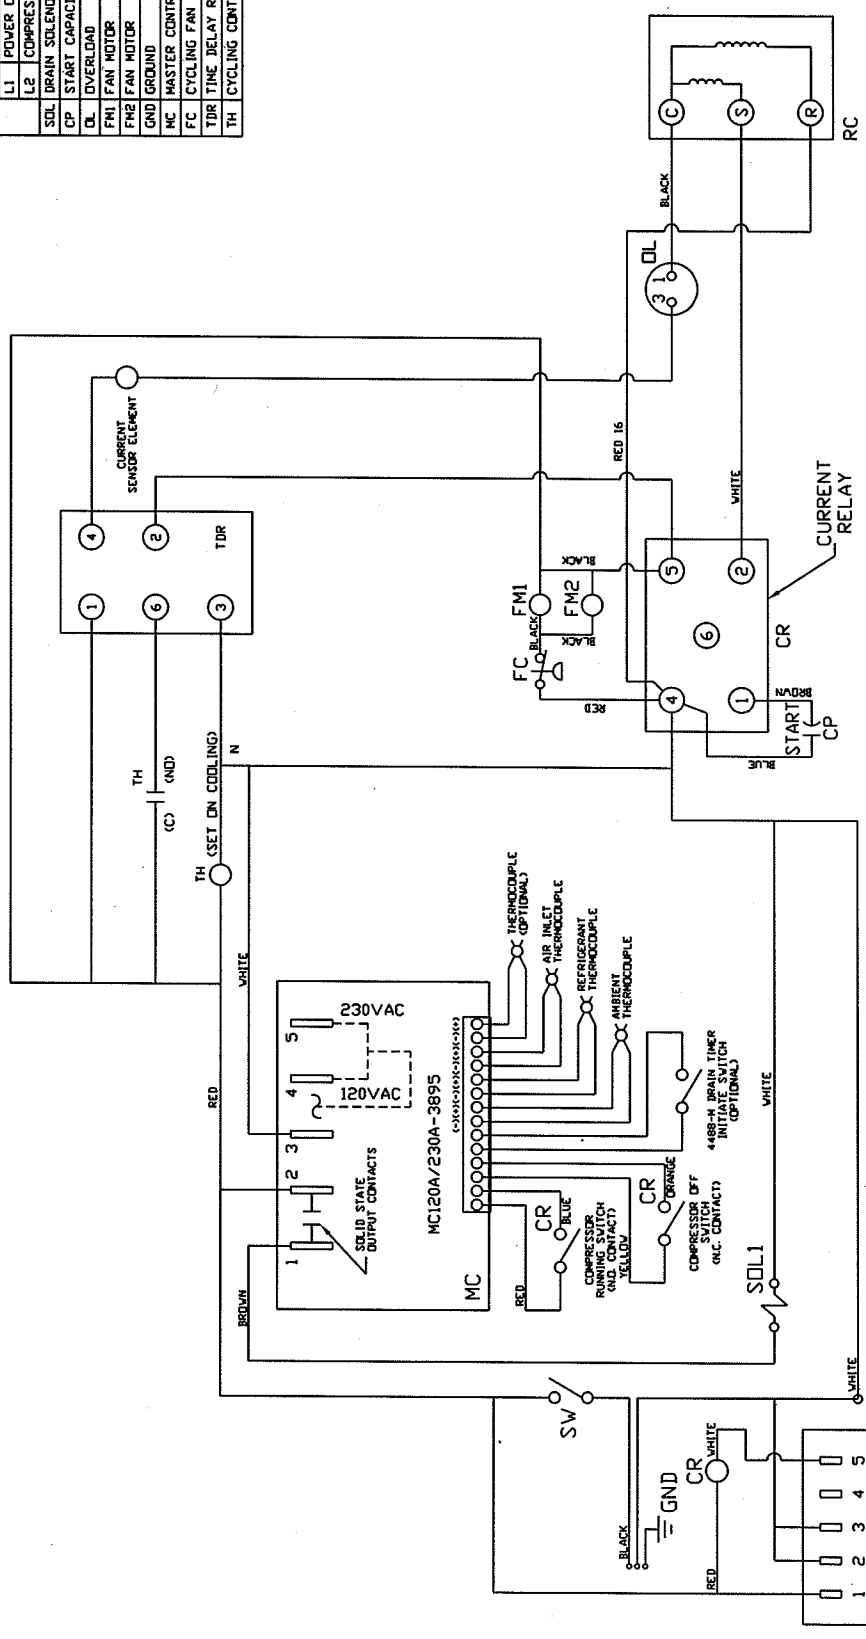 L1 POWER
L2 COMPRES
SOL DRAIN SOLENO
CP START CAPACI
OL OVERLOAD
FM1 FAN MOTOR
FM2 FAN MOTOR
GND GROUND
MC MASTER CONTR
FC CYCLING FAN
TDR TIME DELAY R
TH CYCLING CONT
C
S
R
RC
BLACK
OL
3 1
CURRENT
SENSOR ELEMENT
4
2
TDR
1
6
3
RED 16
WHITE
CURRENT
RELAY
BLACK
FM1
FM2
BLACK
BLACK
FC
RED
5
2
6
4
1
CR
BROWN
START
CP
BLUE
N
TH
(C) (NO)
TH (SET ON COOLING)
WHITE
RED
BROWN
230VAC
120VAC
5
4
3
2
1
SOLID STATE
OUTPUT CONTACTS
MC120A/230A-3895
(-)(+)(-)(+)(-)(+)(-)(+)
MC
THERMOCOUPLE
(OPTIONAL)
AIR INLET
THERMOCOUPLE
REFRIGERANT
THERMOCOUPLE
AMBIENT
THERMOCOUPLE
4488-M DRAIN TIMER
INITIATE SWITCH
(OPTIONAL)
CR
ORANGE
COMPRESSOR OFF
SWITCH
(N.C. CONTACT)
CR
BLUE
COMPRESSOR
RUNNING SWITCH
(N.O. CONTACT)
YELLOW
RED
WHITE
SOL1
WHITE
SW
BLACK
GND
CR
WHITE
RED
1 2 3 4 5